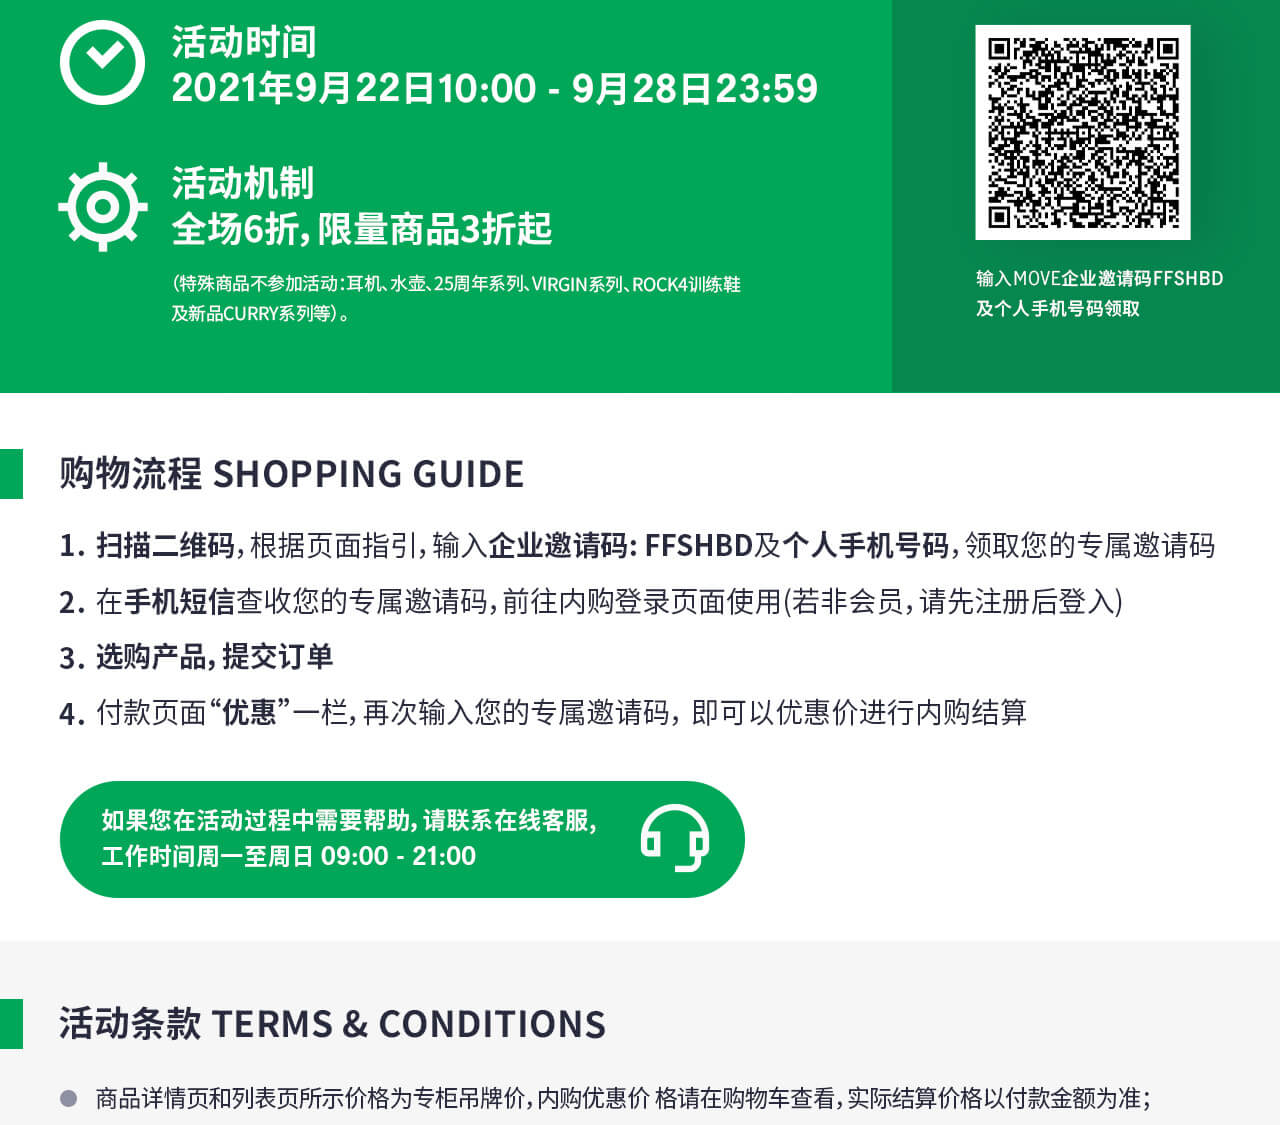 活动时间
2021年9月22日10:00 - 9月28日23:59
活动机制
全场6折，限量商品3折起
（特殊商品不参加活动：耳机、水壶、25周年系列、VIRGIN系列、ROCK4训练鞋
及新品CURRY系列等）。
输入MOVE企业邀请码FFSHBD
及个人手机号码领取
购物流程 SHOPPING GUIDE
1. 扫描二维码，根据页面指引，输入企业邀请码: FFSHBD及个人手机号码，领取您的专属邀请码
2. 在手机短信查收您的专属邀请码，前往内购登录页面使用(若非会员，请先注册后登入)
3. 选购产品，提交订单
4. 付款页面“优惠”一栏，再次输入您的专属邀请码，即可以优惠价进行内购结算
如果您在活动过程中需要帮助，请联系在线客服，
工作时间周一至周日 09:00 - 21:00
活动条款 TERMS & CONDITIONS
● 商品详情页和列表页所示价格为专柜吊牌价，内购优惠价 格请在购物车查看，实际结算价格以付款金额为准；